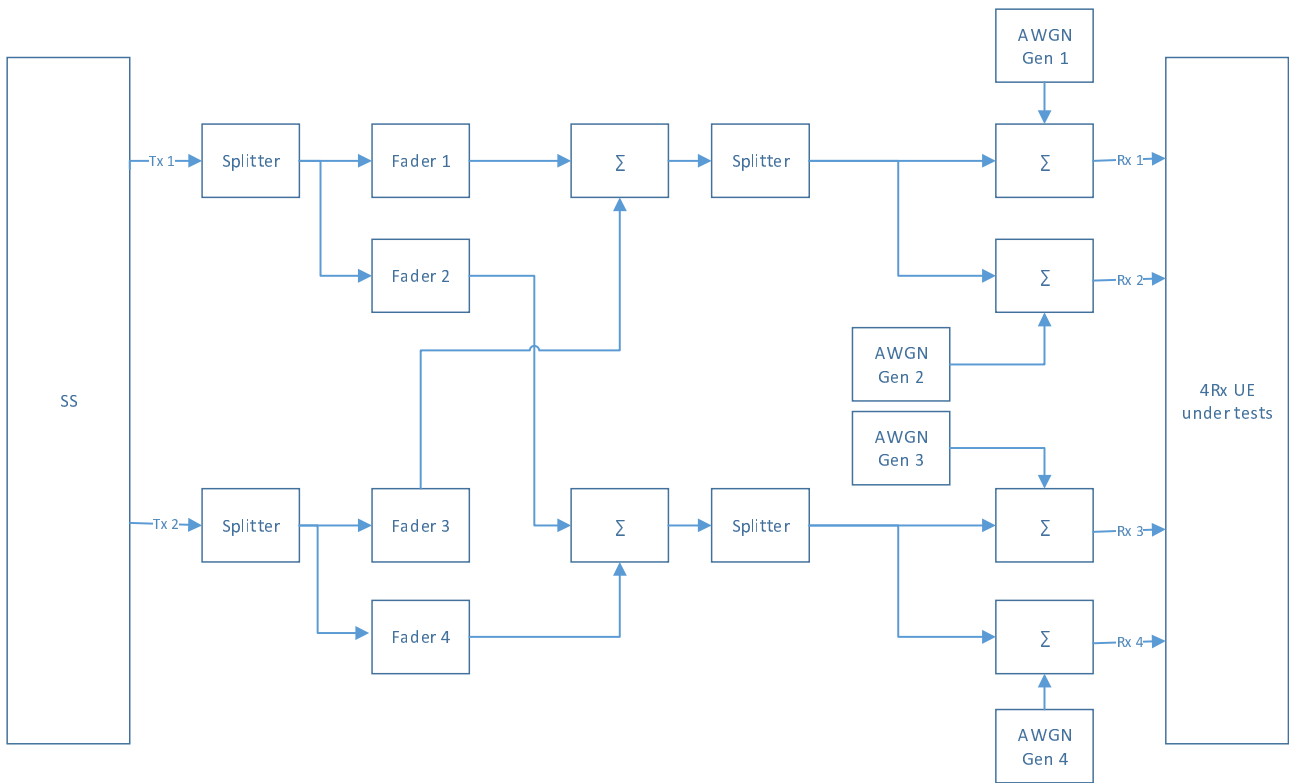 AWGN
Gen 1
Tx 1
Splitter
Fader 1
∑
Splitter
∑
Rx 1
Fader 2
∑
Rx 2
AWGN
Gen 2
SS
4Rx UE
under tests
AWGN
Gen 3
Tx 2
Splitter
Fader 3
∑
Splitter
∑
Rx 3
Fader 4
∑
Rx 4
AWGN
Gen 4